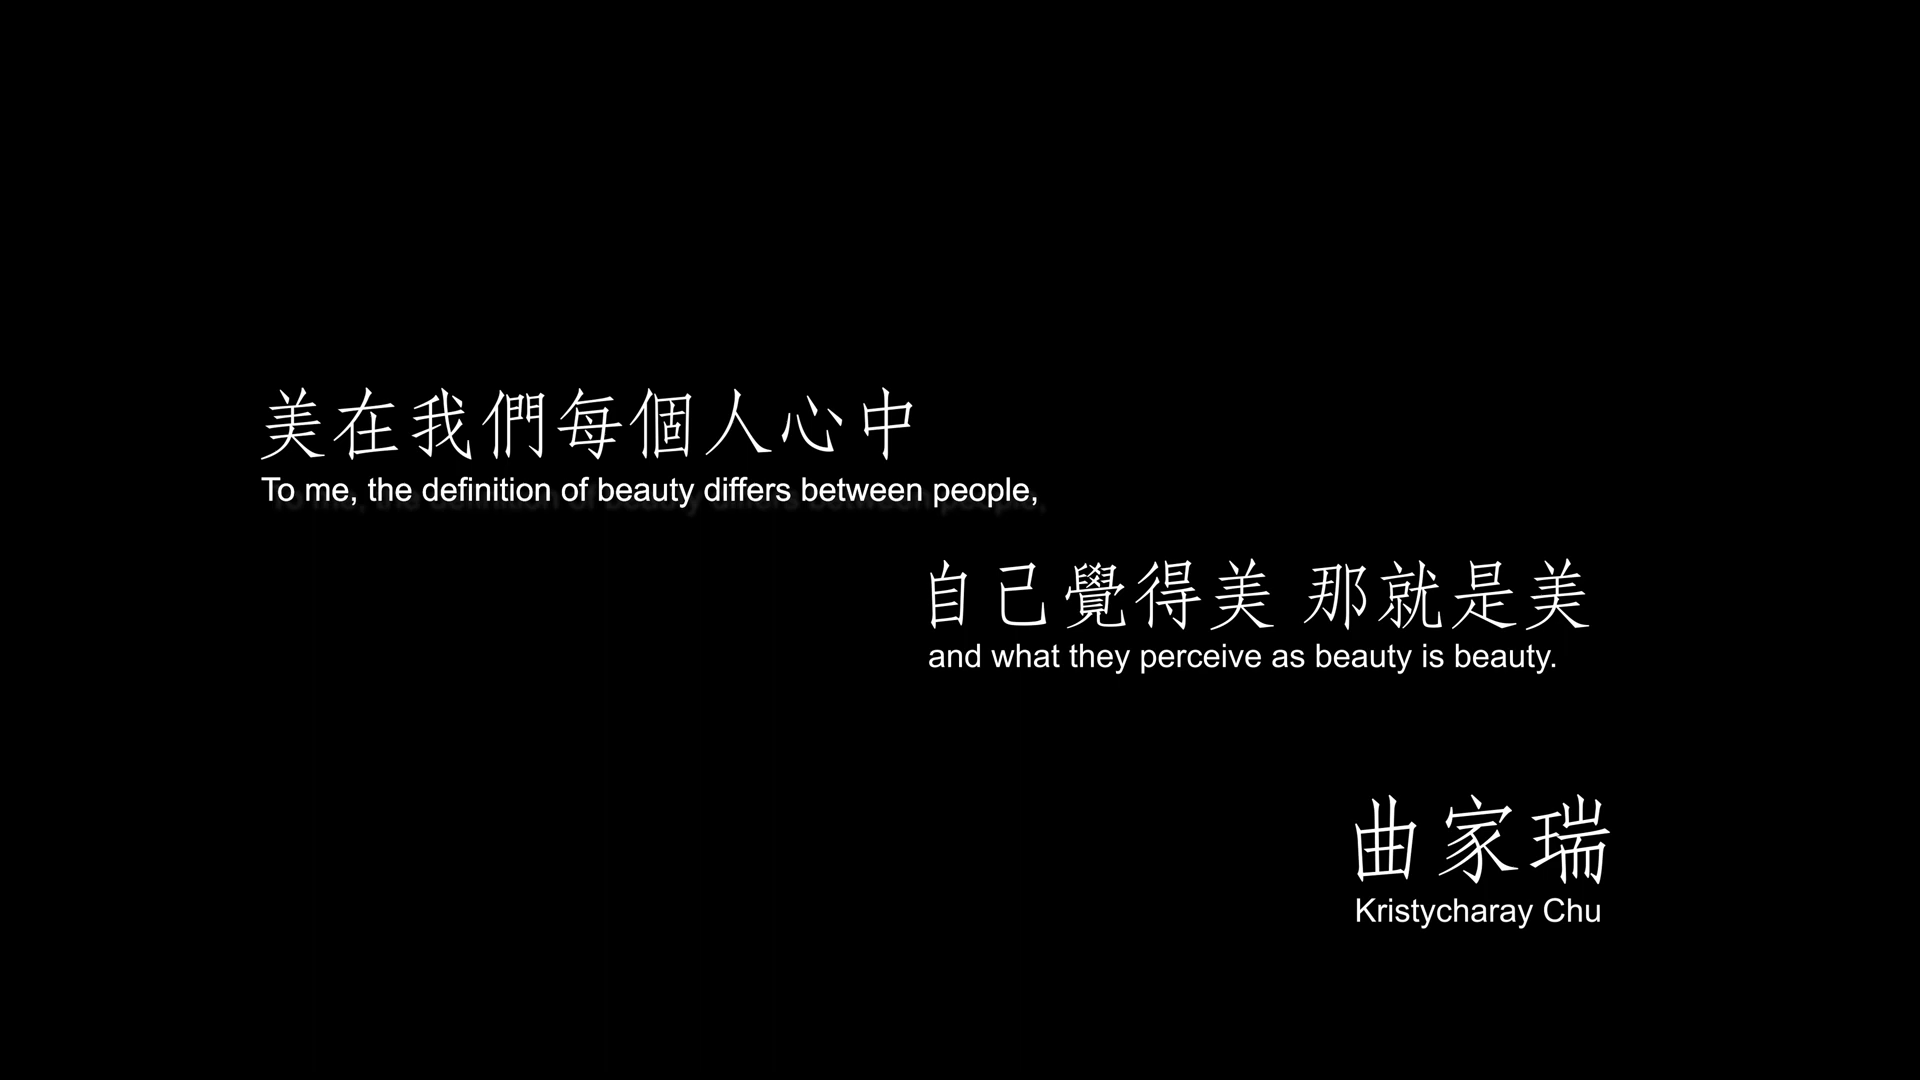 美在我們每個人心中
To me, the definition of beauty differs between people,
自己覺得美 那就是美
and what they perceive as beauty is beauty.
曲家瑞
Kristycharay Chu